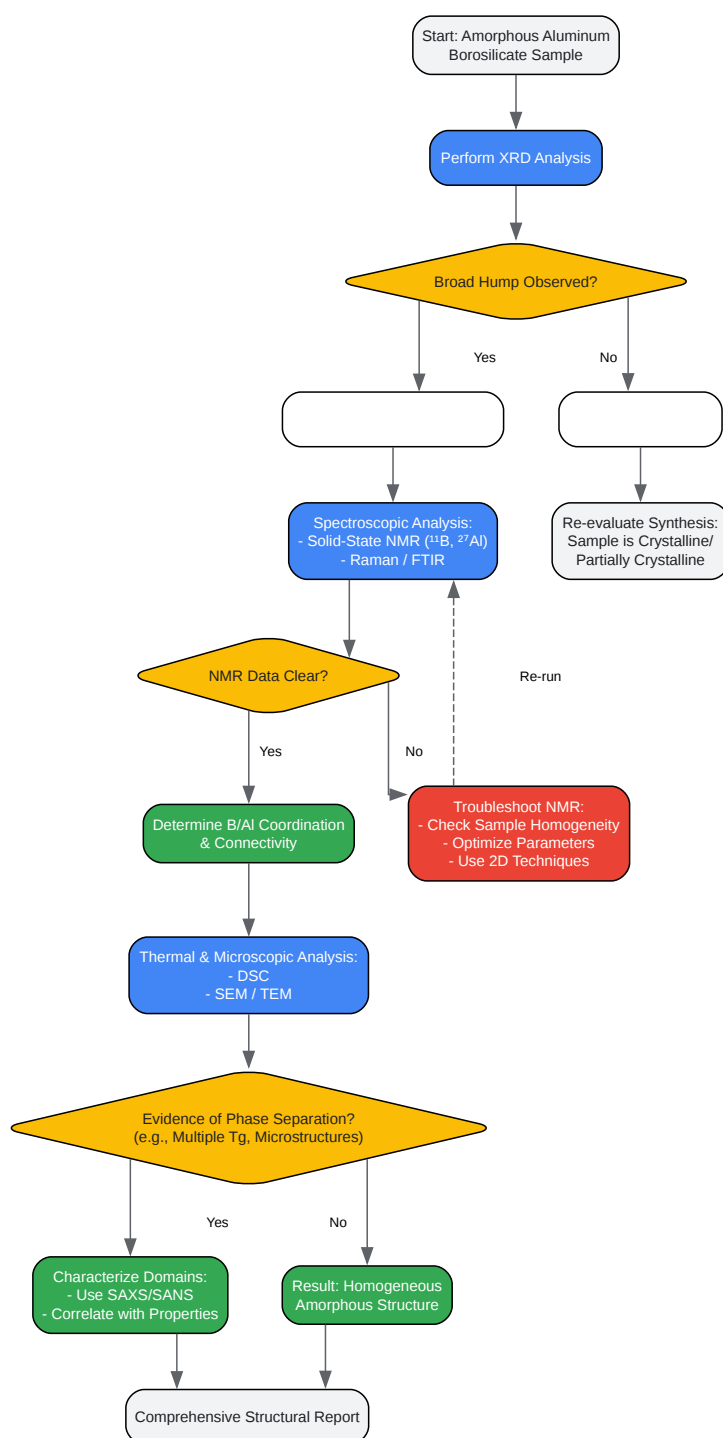 Start: Amorphous Aluminum
Borosilicate Sample
Perform XRD Analysis
Broad Hump Observed?
Yes
No
Spectroscopic Analysis:
- Solid-State NMR (¹¹B, ²⁷Al)
- Raman / FTIR
Re-evaluate Synthesis:
Sample is Crystalline/
Partially Crystalline
NMR Data Clear?
Re-run
Yes
No
Determine B/Al Coordination
& Connectivity
Troubleshoot NMR:
- Check Sample Homogeneity
- Optimize Parameters
- Use 2D Techniques
Thermal & Microscopic Analysis:
- DSC
- SEM / TEM
Evidence of Phase Separation?
(e.g., Multiple Tg, Microstructures)
Yes
No
Characterize Domains:
- Use SAXS/SANS
- Correlate with Properties
Result: Homogeneous
Amorphous Structure
Comprehensive Structural Report